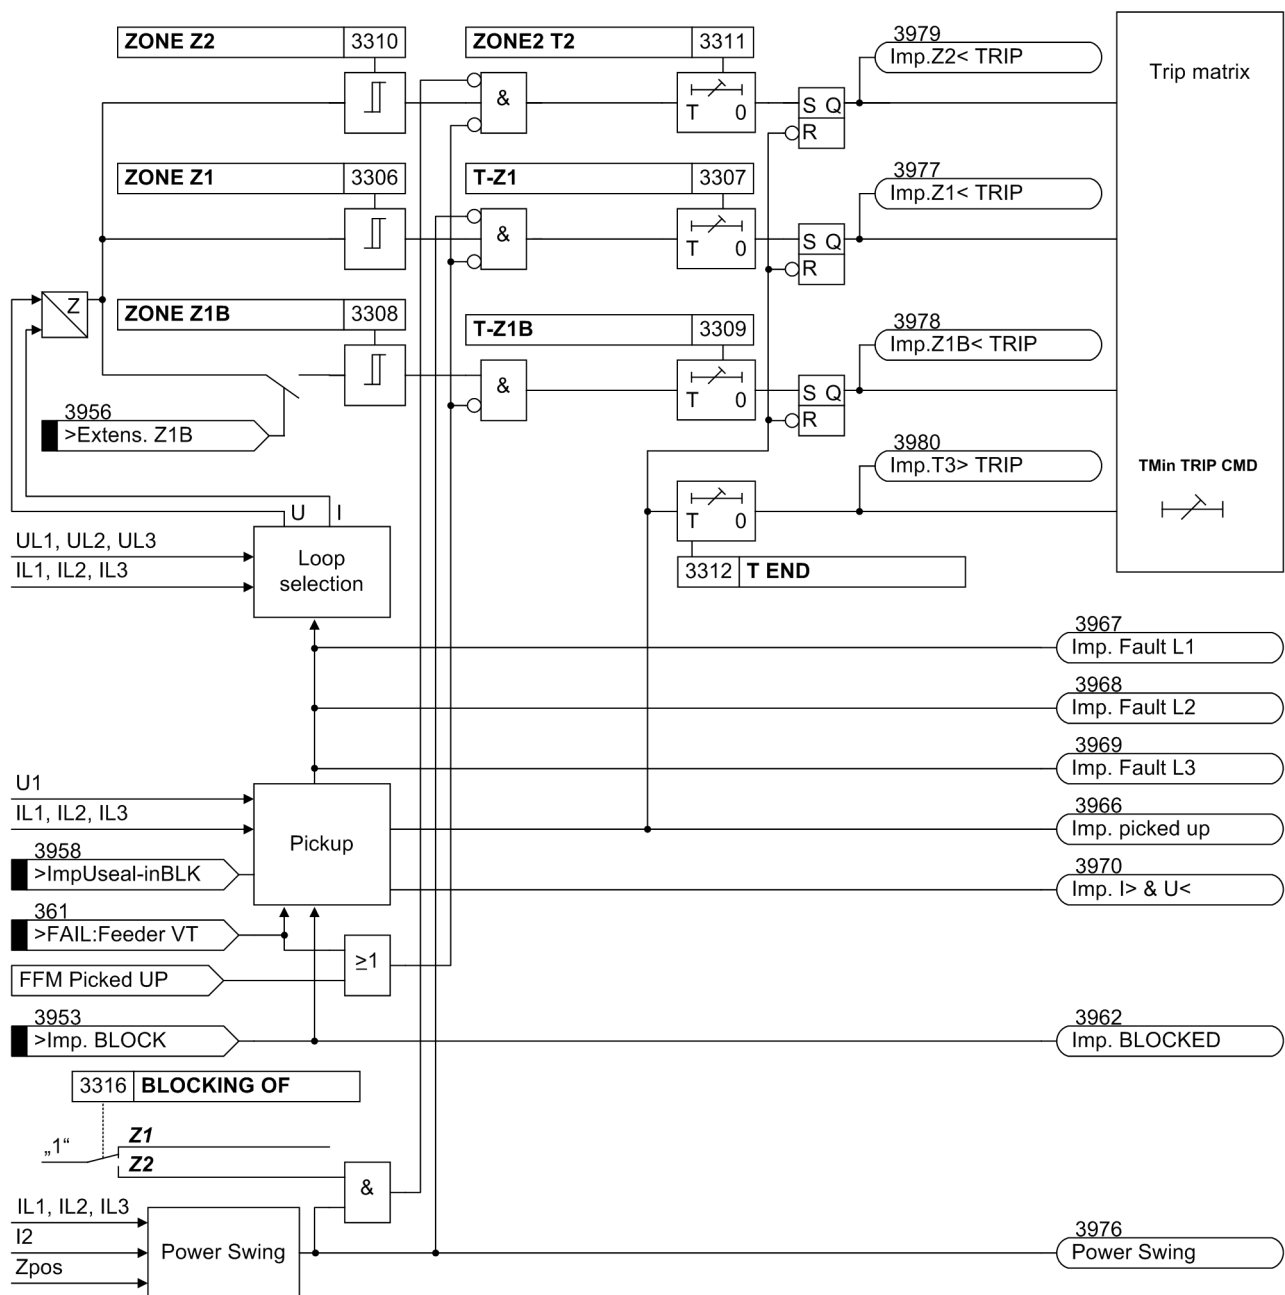 ZONE Z2 3310
ZONE2 T2 3311
3979
Imp.Z2< TRIP
Trip matrix
&
T 0
S Q
R
ZONE Z1 3306
T-Z1 3307
3977
Imp.Z1< TRIP
&
T 0
S Q
R
Z
ZONE Z1B 3308
T-Z1B 3309
3978
Imp.Z1B< TRIP
&
T 0
S Q
R
3956
>Extens. Z1B
3980
Imp.T3> TRIP
TMin TRIP CMD
T 0
3312 T END
U I
UL1, UL2, UL3
IL1, IL2, IL3
Loop
selection
3967
Imp. Fault L1
3968
Imp. Fault L2
3969
Imp. Fault L3
U1
IL1, IL2, IL3
Pickup
3966
Imp. picked up
3958
>ImpUseal-inBLK
3970
Imp. I> & U<
361
>FAIL:Feeder VT
≥1
FFM Picked UP
3953
>Imp. BLOCK
3962
Imp. BLOCKED
3316 BLOCKING OF
„1“
Z1
Z2
&
IL1, IL2, IL3
I2
Zpos
Power Swing
3976
Power Swing